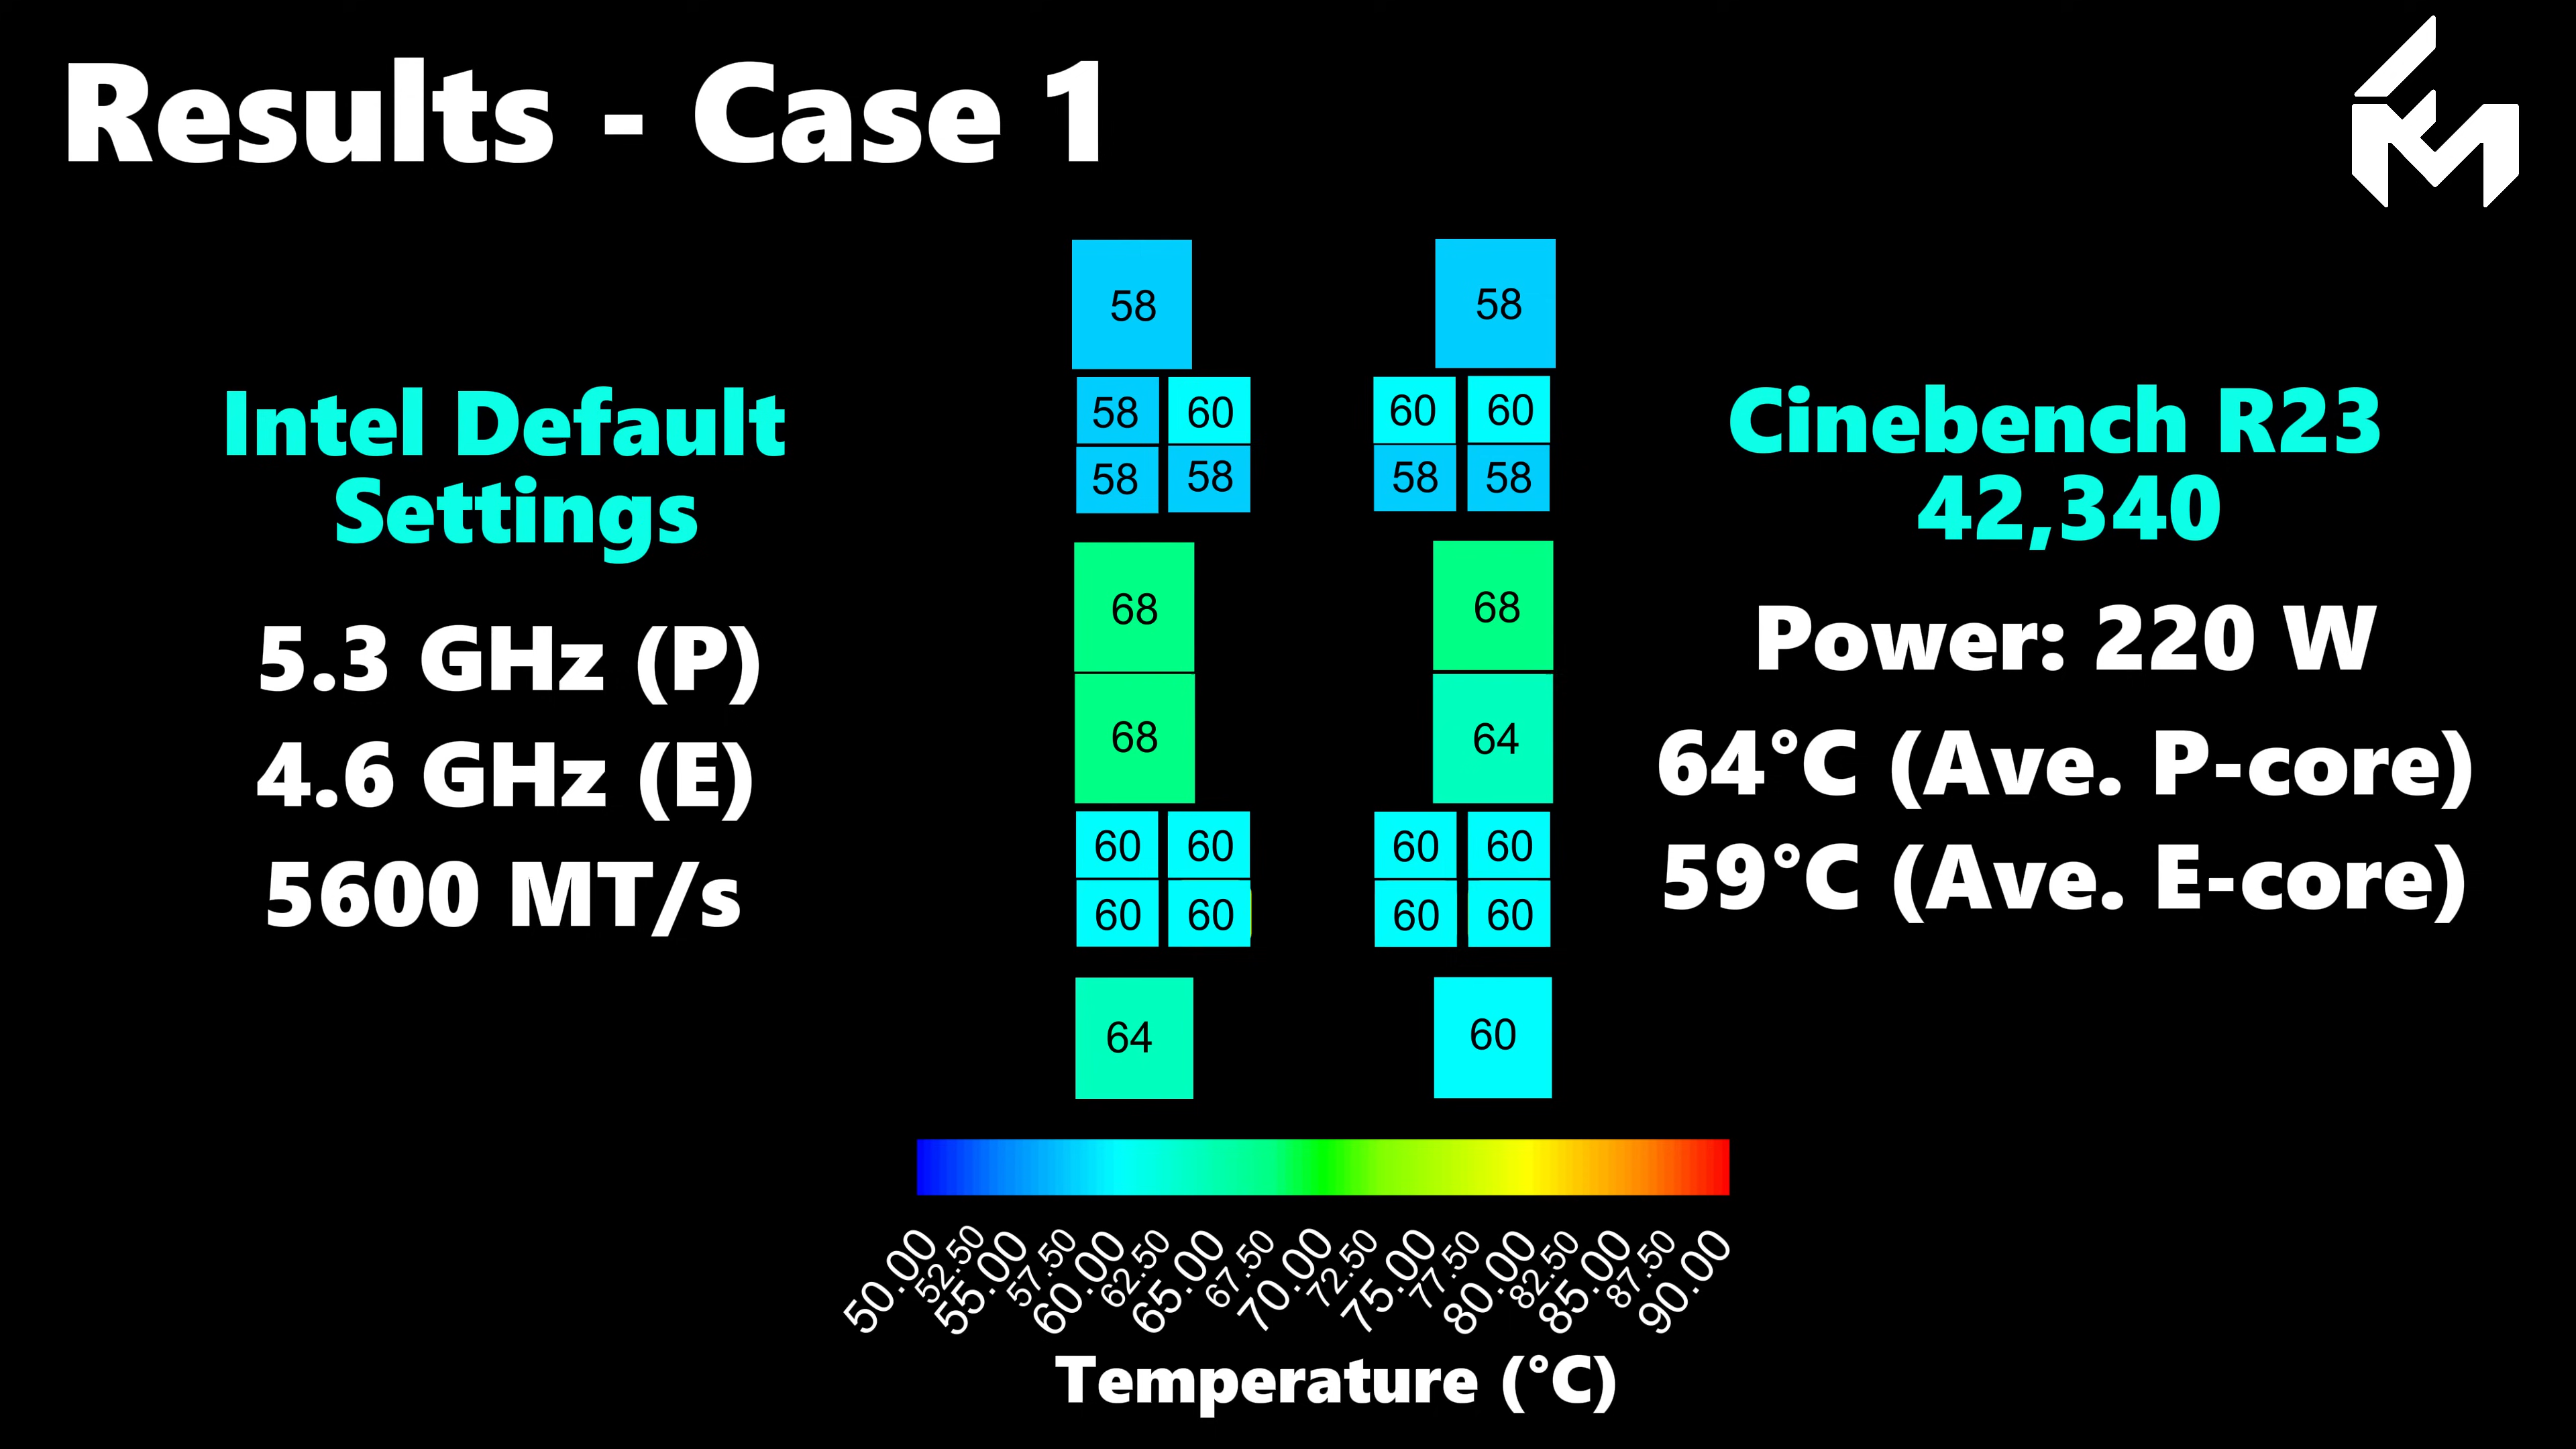 Results - Case 1
Intel Default
Settings
5.3 GHz (P)
4.6 GHz (E)
5600 MT/s
58 58
58 60 60 60
58 58 58 58
68 68
68 64
60 60 60 60
60 60 60 60
64 60
Cinebench R23
42,340
Power: 220 W
64°C (Ave. P-core)
59°C (Ave. E-core)
50.00 52.50 55.00 57.50 60.00 62.50 65.00 67.50 70.00 72.50 75.00 77.50 80.00 82.50 85.00 87.50 90.00
Temperature (°C)